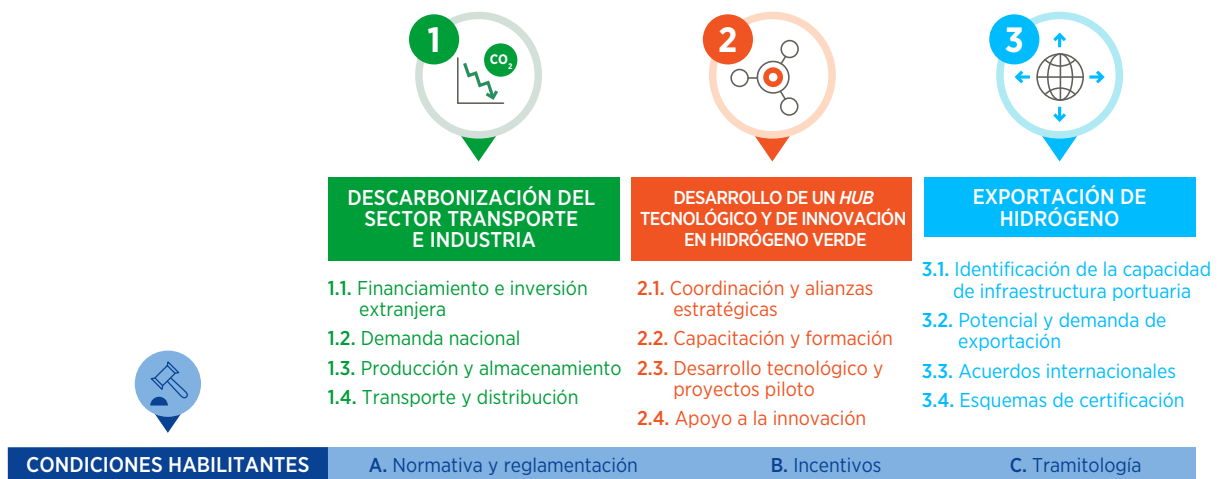 1
CO2
DESCARBONIZACIÓN DEL
SECTOR TRANSPORTE
E INDUSTRIA
1.1. Financiamiento e inversión
extranjera
1.2. Demanda nacional
1.3. Producción y almacenamiento
1.4. Transporte y distribución
2
DESARROLLO DE UN HUB
TECNOLÓGICO Y DE INNOVACIÓN
EN HIDRÓGENO VERDE
2.1. Coordinación y alianzas
estratégicas
2.2. Capacitación y formación
2.3. Desarrollo tecnológico y
proyectos piloto
2.4. Apoyo a la innovación
3
EXPORTACIÓN DE
HIDRÓGENO
3.1. Identificación de la capacidad
de infraestructura portuaria
3.2. Potencial y demanda de
exportación
3.3. Acuerdos internacionales
3.4. Esquemas de certificación
CONDICIONES HABILITANTES
A. Normativa y reglamentación
B. Incentivos
C. Tramitología